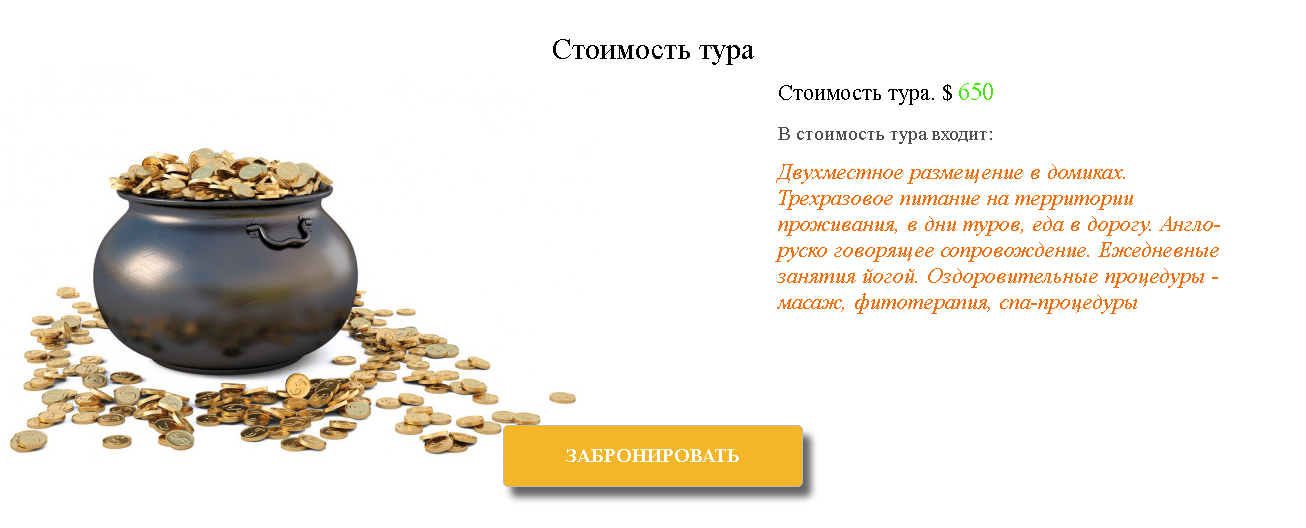 Стоимость тура
Стоимость тура. $ 650
В стоимость тура входит:
Двухместное размещение в домиках.
Трехразовое питание на территории
проживания, в дни туров, еда в дорогу. Англо-
руско говорящее сопровождение. Ежедневные
занятия йогой. Оздоровительные процедуры -
масаж, фитотерапия, спа-процедуры
ЗАБРОНИРОВАТЬ